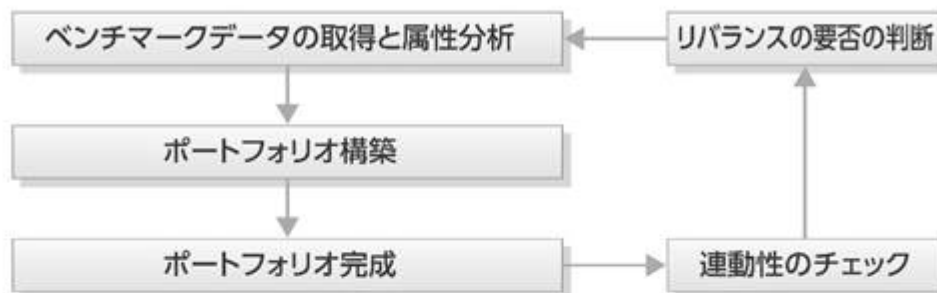 ベンチマークデータの取得と属性分析
リバランスの要否の判断
ポートフォリオ構築
ポートフォリオ完成
連動性のチェック